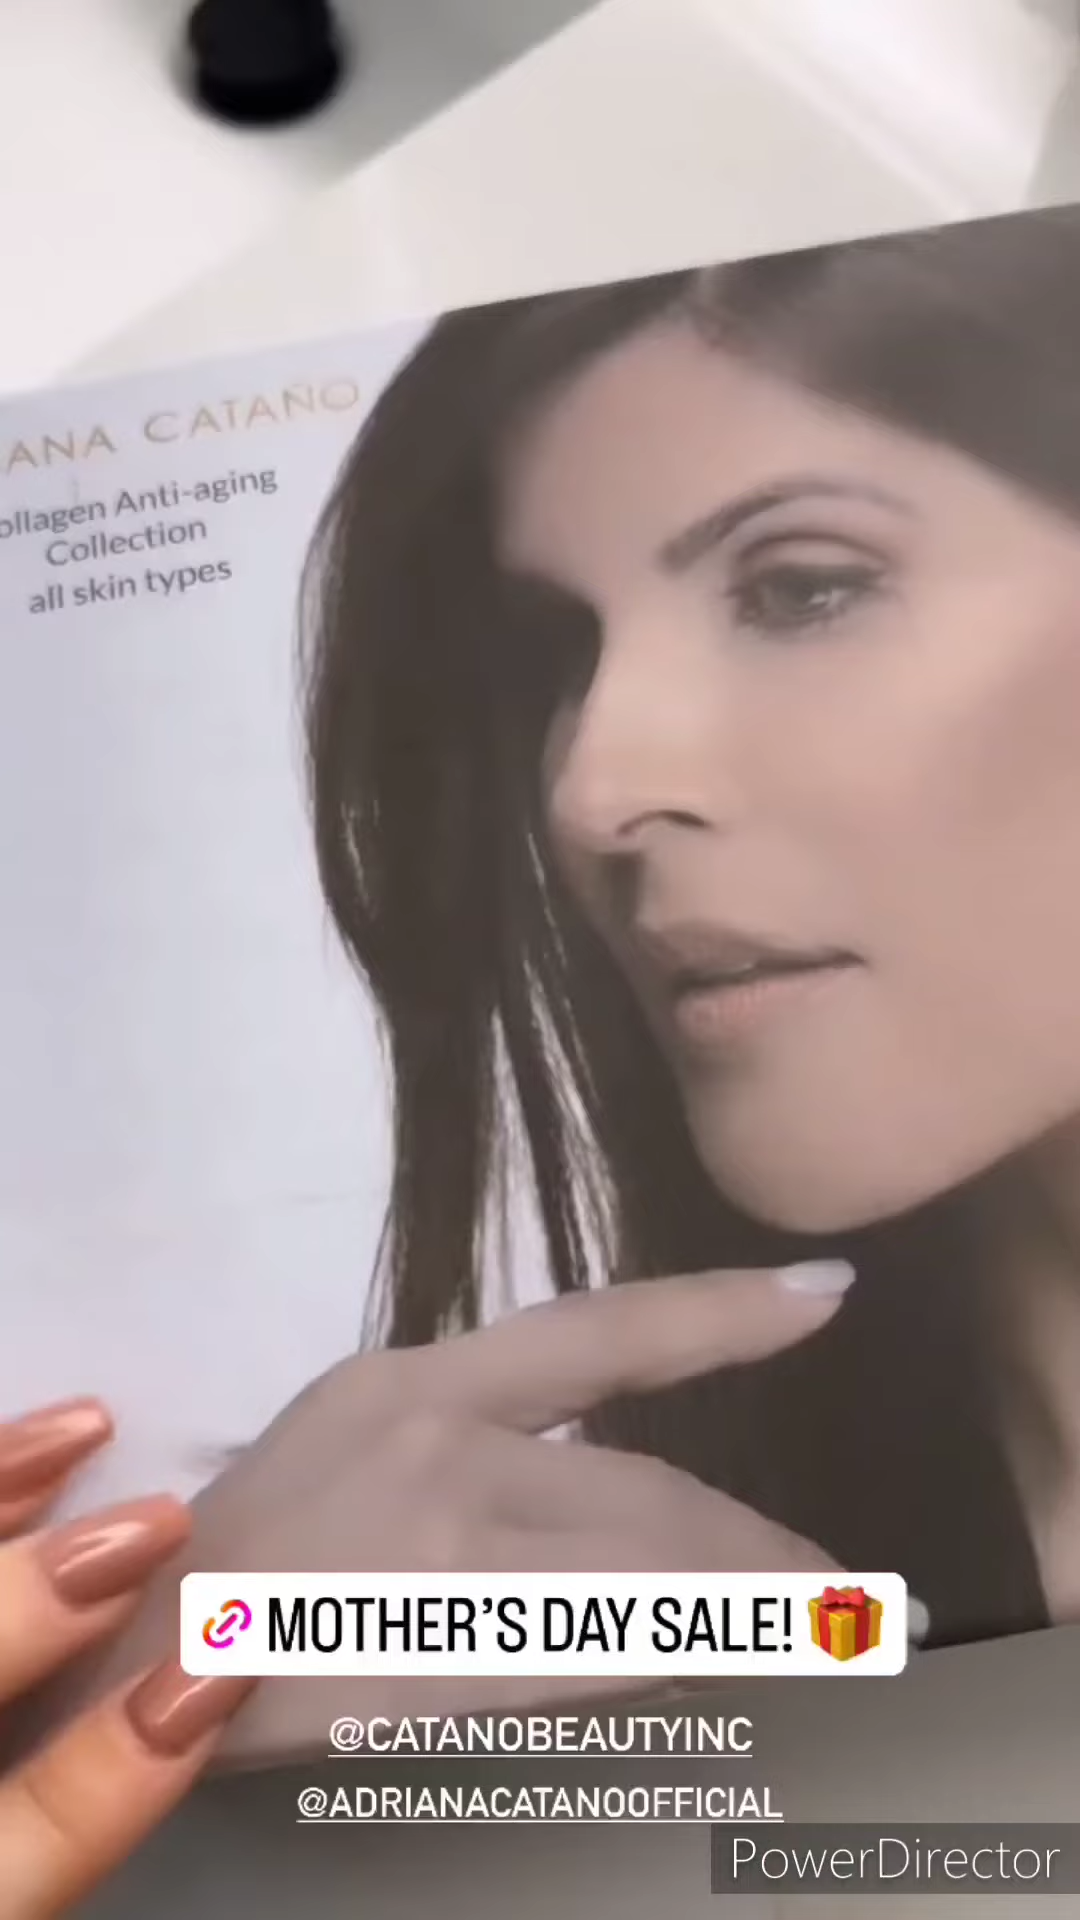 ANA CATAÑO
ollagen Anti-aging
Collection
all skin types
MOTHER'S DAY SALE!
@CATANOBEAUTYINC
@ADRIANACATANOOFFICIAL
PowerDirector